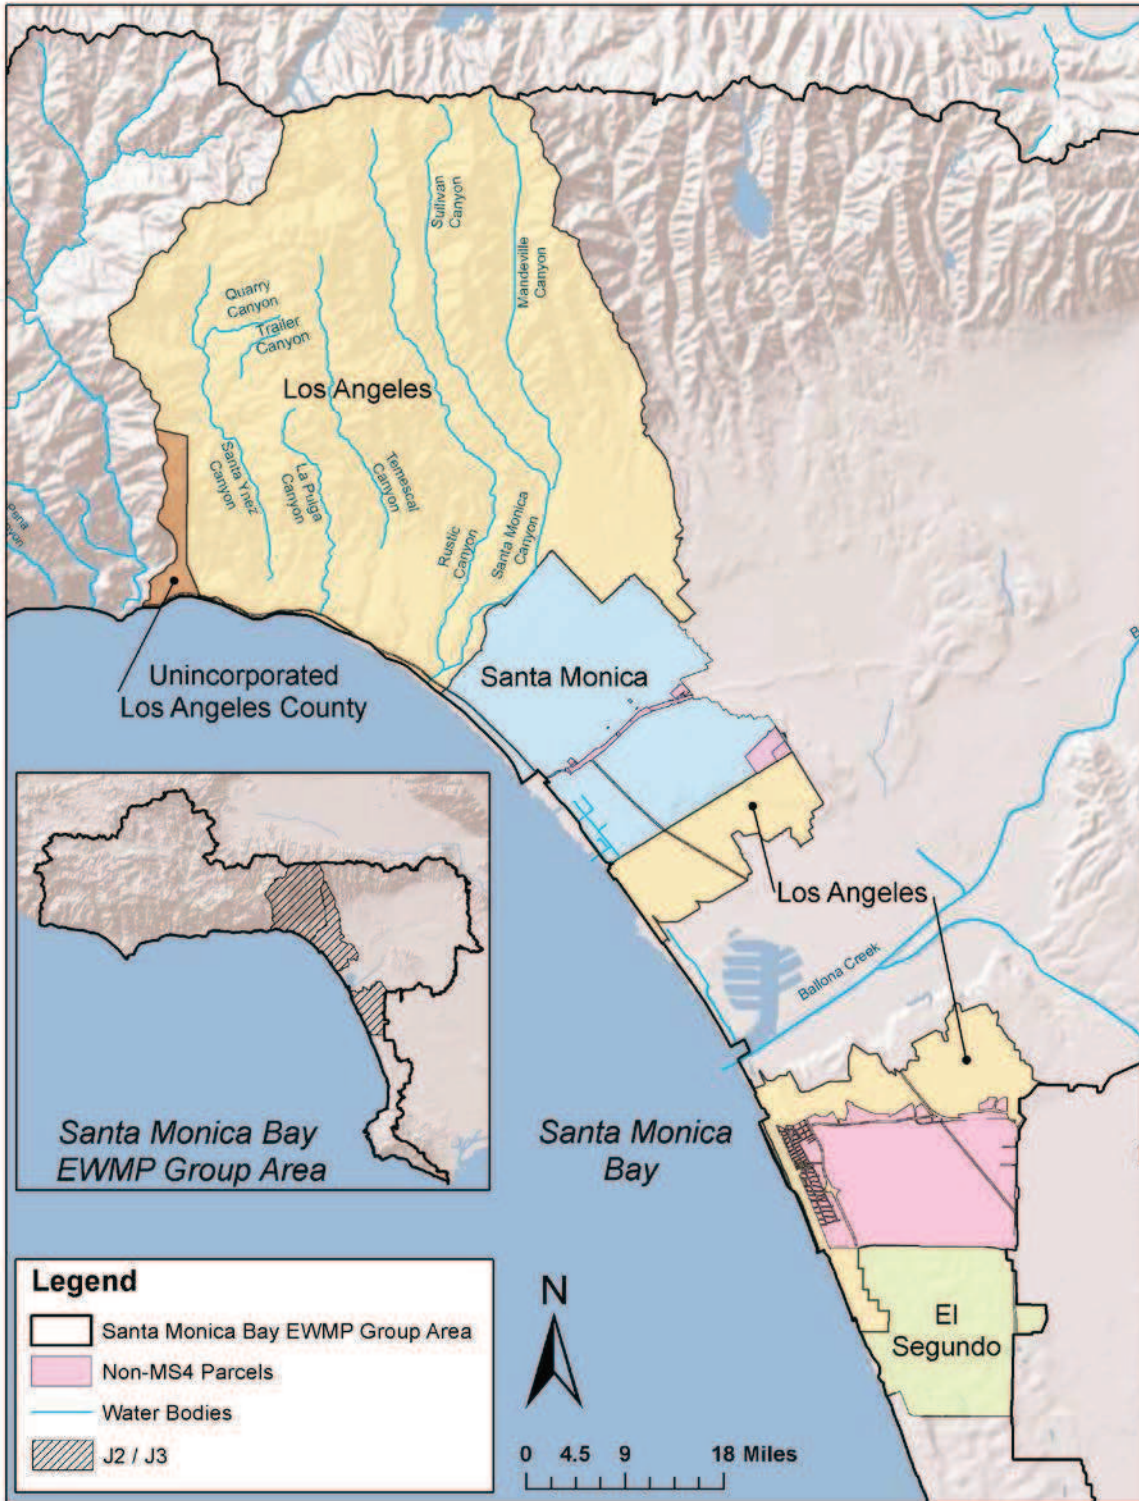 Sullivan
Canyon
Mandeville
Canyon
Quarry
Canyon
Trailer
Canyon
Los Angeles
Santa Ynez
Canyon
La Pulga
Canyon
Temescal
Canyon
Rustic
Canyon
Santa Monica
Canyon
Pena
Unincorporated
Los Angeles County
Santa Monica
Los Angeles
Ballona Creek
B
Santa Monica Bay
EWMP Group Area
Santa Monica
Bay
El
Segundo
Legend
Santa Monica Bay EWMP Group Area
Non-MS4 Parcels
Water Bodies
J2 / J3
N
0 4.5 9 18 Miles